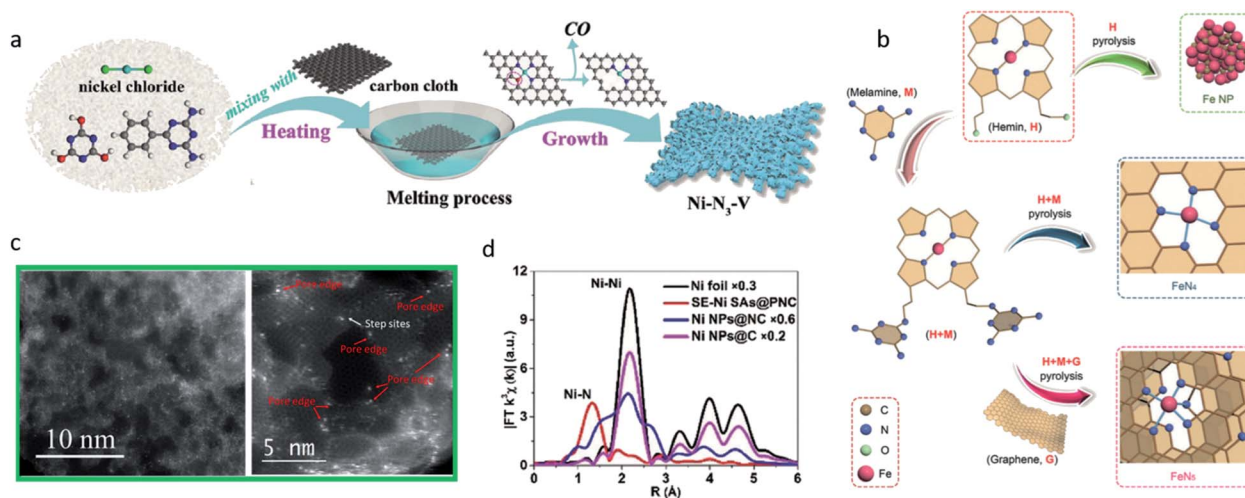 a
nickel chloride
mixing with
Heating
carbon cloth
Melting process
CO
Growth
Ni-N₃-V
b
(Melamine, M)
(Hemin, H)
H
pyrolysis
Fe NP
H+M
pyrolysis
FeN₄
(H+M)
H+M+G
pyrolysis
(Graphene, G)
C
N
O
Fe
FeN₅
c
10 nm
Pore edge
Pore edge
Step sites
Pore edge
Pore edge
Pore edge
5 nm
d
|FT k³χ (k)| (a.u.)
12
9
6
3
0
Ni-Ni
Ni-N
Ni foil ×0.3
SE-Ni SAs@PNC
Ni NPs@NC ×0.6
Ni NPs@C ×0.2
0 1 2 3 4 5 6
R (Å)